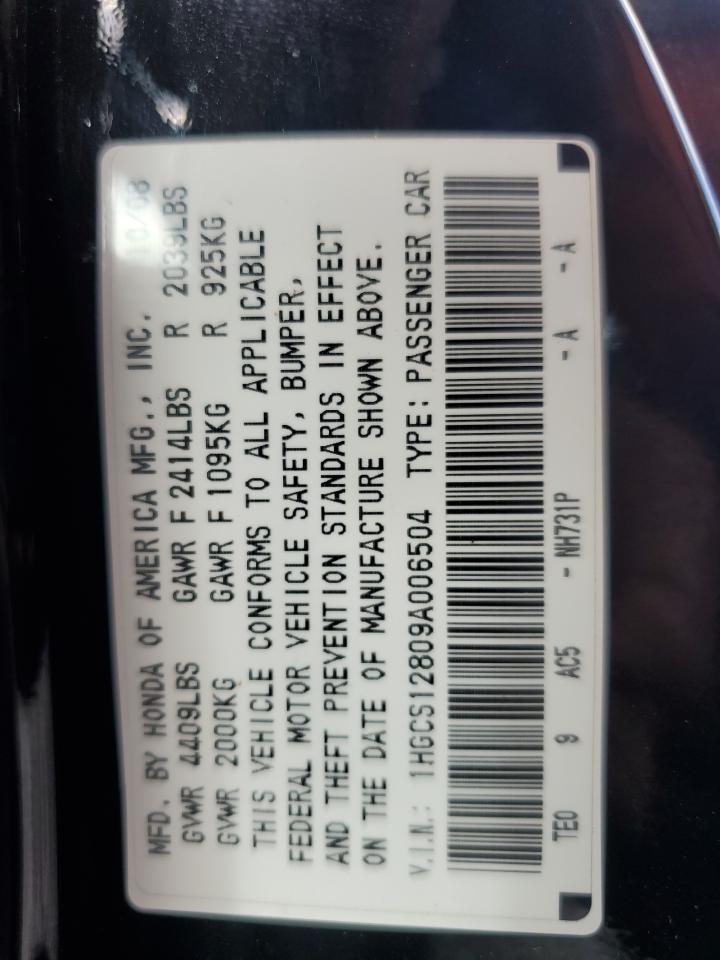 MFD. BY HONDA OF AMERICA MFG., INC. 10/08
GVWR 4409LBS GAWR F 2414LBS R 2039LBS
GVWR 2000KG GAWR F 1095KG R 925KG
THIS VEHICLE CONFORMS TO ALL APPLICABLE
FEDERAL MOTOR VEHICLE SAFETY, BUMPER,
AND THEFT PREVENTION STANDARDS IN EFFECT
ON THE DATE OF MANUFACTURE SHOWN ABOVE.
V.I.N.: 1HGCS12809A006504 TYPE: PASSENGER CAR
TE0 9 AC5 - NH731P - A - A